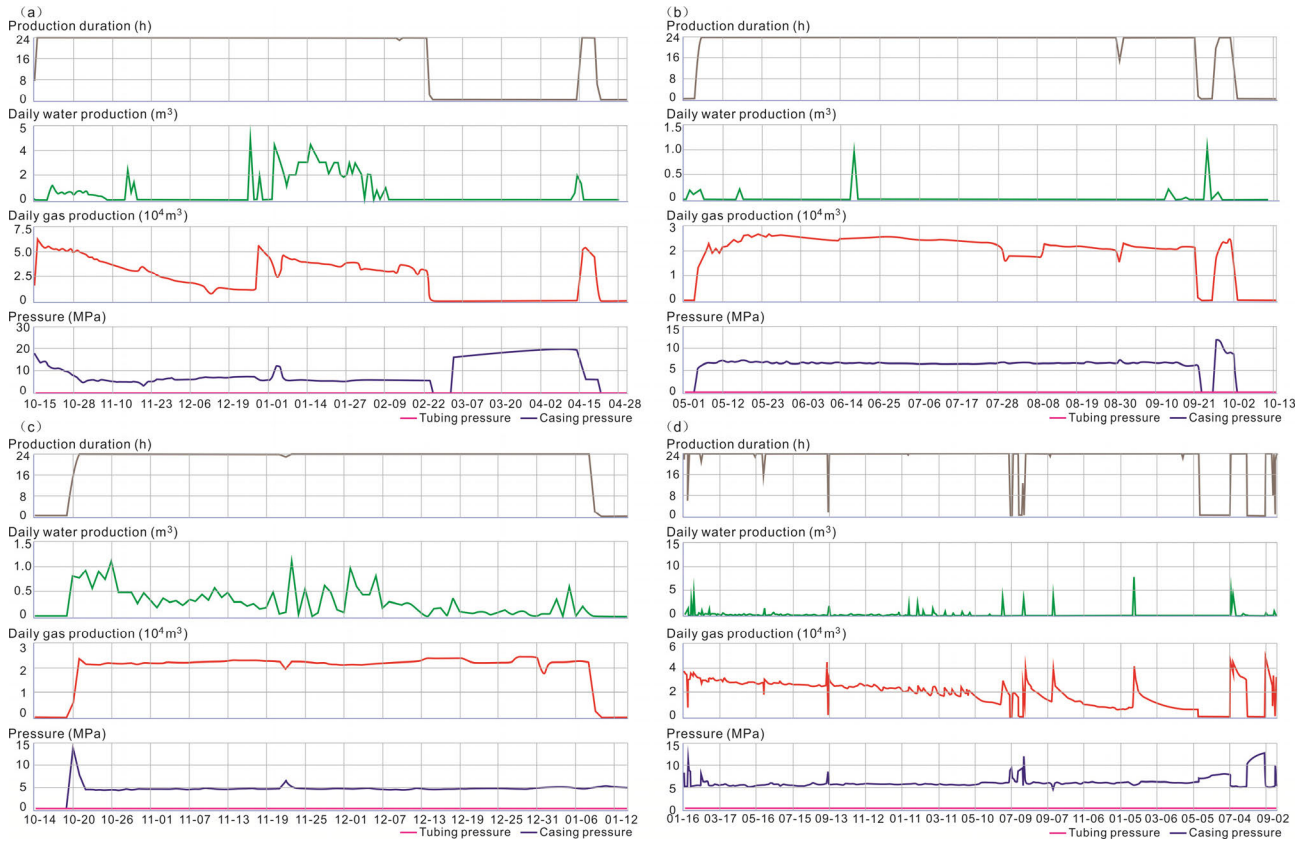 (a)
Production duration (h)
24
16
8
0
Daily water production (m³)
5
4
2
0
Daily gas production (10⁴m³)
7.5
5.0
2.5
0
Pressure (MPa)
30
20
10
0
10-15 10-28 11-10 11-23 12-06 12-19 01-01 01-14 01-27 02-09 02-22 03-07 03-20 04-02 04-15 04-28
Tubing pressure Casing pressure
(b)
Production duration (h)
24
16
8
0
Daily water production (m³)
1.5
1.0
0.5
0
Daily gas production (10⁴m³)
3
2
1
0
Pressure (MPa)
15
10
5
0
05-01 05-12 05-23 06-03 06-14 06-25 07-06 07-17 07-28 08-08 08-19 08-30 09-10 09-21 10-02 10-13
Tubing pressure Casing pressure
(c)
Production duration (h)
24
16
8
0
Daily water production (m³)
1.5
1.0
0.5
0
Daily gas production (10⁴m³)
3
2
1
0
Pressure (MPa)
15
10
5
0
10-14 10-20 10-26 11-01 11-07 11-13 11-19 11-25 12-01 12-07 12-13 12-19 12-25 12-31 01-06 01-12
Tubing pressure Casing pressure
(d)
Production duration (h)
24
16
8
0
Daily water production (m³)
15
10
5
0
Daily gas production (10⁴m³)
6
4
2
0
Pressure (MPa)
15
10
5
0
01-16 03-17 05-16 07-15 09-13 11-12 01-11 03-11 05-10 07-09 09-07 11-06 01-05 03-06 05-05 07-04 09-02
Tubing pressure Casing pressure